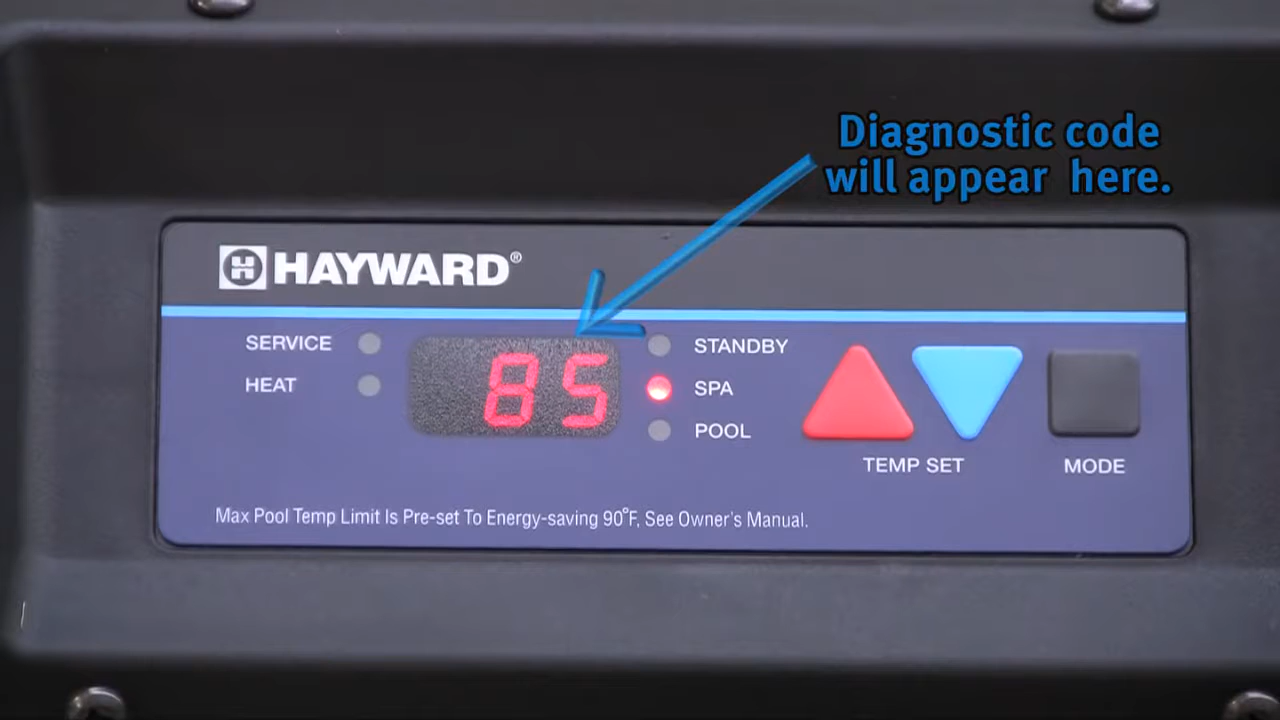 Diagnostic code
will appear here.
HAYWARD®
SERVICE
HEAT
85
STANDBY
SPA
POOL
TEMP SET
MODE
Max Pool Temp Limit Is Pre-set To Energy-saving 90°F, See Owner's Manual.